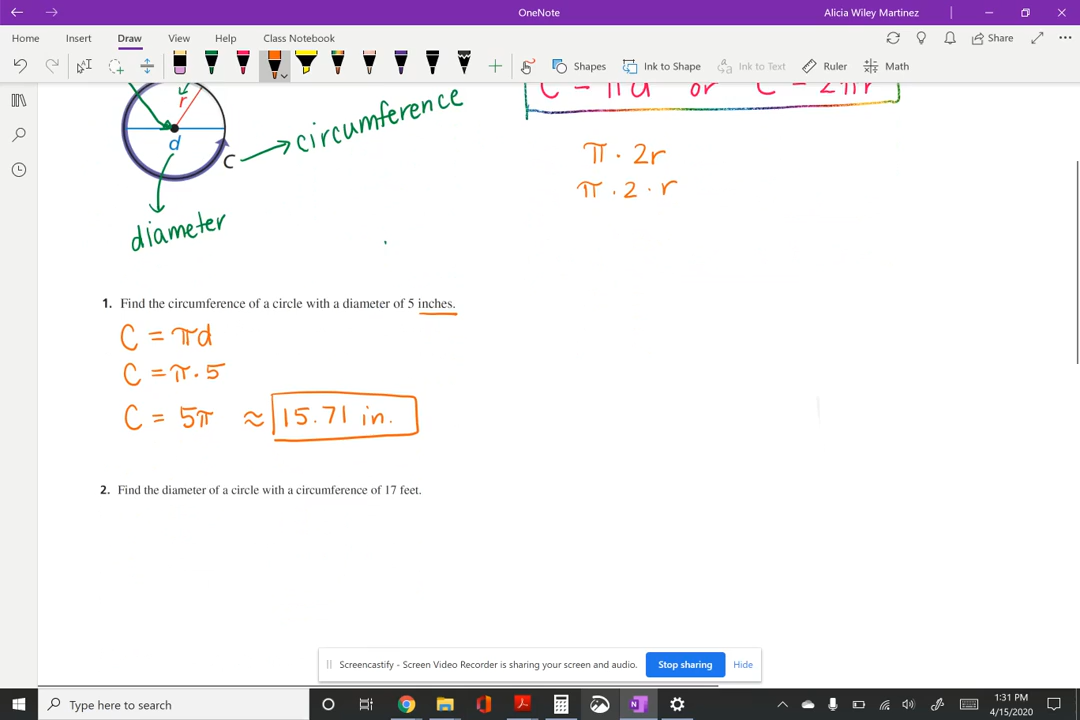 OneNote
Alicia Wiley Martinez
Home Insert Draw View Help Class Notebook
Share
Shapes Ink to Shape Ink to Text Ruler Math
r
d
C
circumference
diameter
C = πd or C = 2πr
π · 2r
π · 2 · r
1. Find the circumference of a circle with a diameter of 5 inches.
C = πd
C = π · 5
C = 5π ≈ 15.71 in.
2. Find the diameter of a circle with a circumference of 17 feet.
Screencastify - Screen Video Recorder is sharing your screen and audio. Stop sharing Hide
Type here to search
1:31 PM
4/15/2020